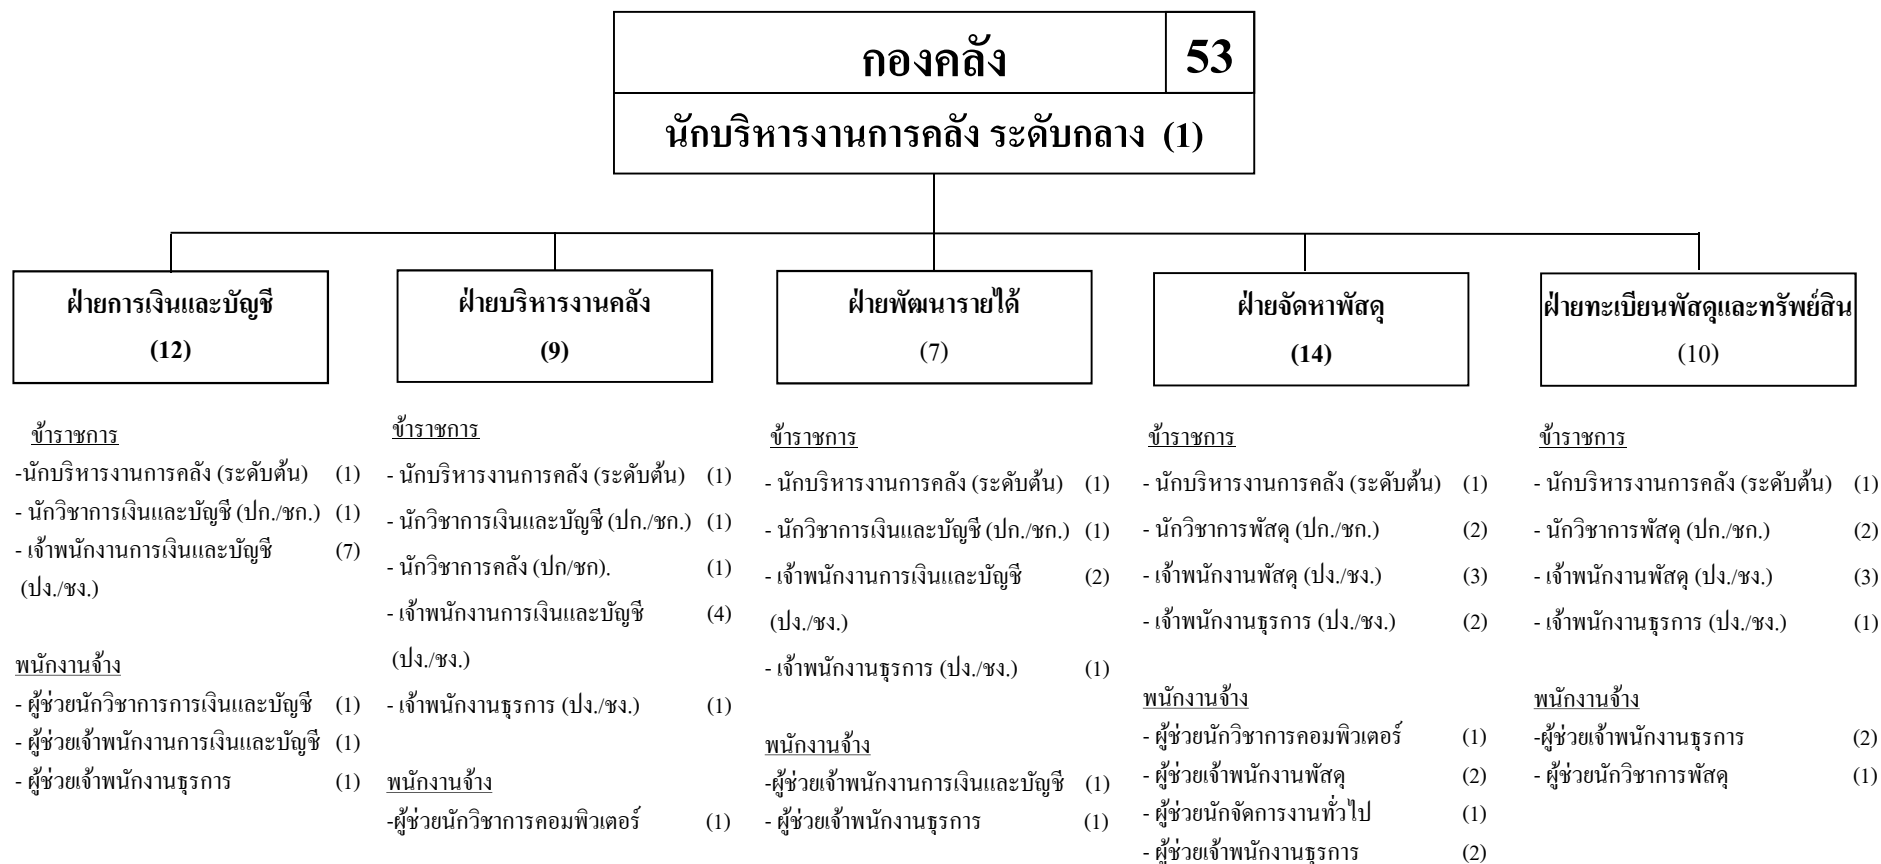 กองคลัง 53
นักบริหารงานการคลัง ระดับกลาง (1)
ฝ่ายการเงินและบัญชี
(12)
ข้าราชการ
-นักบริหารงานการคลัง (ระดับต้น) (1)
- นักวิชาการเงินและบัญชี (ปก./ชก.) (1)
- เจ้าพนักงานการเงินและบัญชี (7)
(ปง./ชง.)
พนักงานจ้าง
- ผู้ช่วยนักวิชาการการเงินและบัญชี (1)
- ผู้ช่วยเจ้าพนักงานการเงินและบัญชี (1)
- ผู้ช่วยเจ้าพนักงานธุรการ (1)
ฝ่ายบริหารงานคลัง
(9)
ข้าราชการ
- นักบริหารงานการคลัง (ระดับต้น) (1)
- นักวิชาการเงินและบัญชี (ปก./ชก.) (1)
- นักวิชาการคลัง (ปก/ชก). (1)
- เจ้าพนักงานการเงินและบัญชี (4)
(ปง./ชง.)
- เจ้าพนักงานธุรการ (ปง./ชง.) (1)
พนักงานจ้าง
-ผู้ช่วยนักวิชาการคอมพิวเตอร์ (1)
ฝ่ายพัฒนารายได้
(7)
ข้าราชการ
- นักบริหารงานการคลัง (ระดับต้น) (1)
- นักวิชาการเงินและบัญชี (ปก./ชก.) (1)
- เจ้าพนักงานการเงินและบัญชี (2)
(ปง./ชง.)
- เจ้าพนักงานธุรการ (ปง./ชง.) (1)
พนักงานจ้าง
-ผู้ช่วยเจ้าพนักงานการเงินและบัญชี (1)
- ผู้ช่วยเจ้าพนักงานธุรการ (1)
ฝ่ายจัดหาพัสดุ
(14)
ข้าราชการ
- นักบริหารงานการคลัง (ระดับต้น) (1)
- นักวิชาการพัสดุ (ปก./ชก.) (2)
- เจ้าพนักงานพัสดุ (ปง./ชง.) (3)
- เจ้าพนักงานธุรการ (ปง./ชง.) (2)
พนักงานจ้าง
- ผู้ช่วยนักวิชาการคอมพิวเตอร์ (1)
- ผู้ช่วยเจ้าพนักงานพัสดุ (2)
- ผู้ช่วยนักจัดการงานทั่วไป (1)
- ผู้ช่วยเจ้าพนักงานธุรการ (2)
ฝ่ายทะเบียนพัสดุและทรัพย์สิน
(10)
ข้าราชการ
- นักบริหารงานการคลัง (ระดับต้น) (1)
- นักวิชาการพัสดุ (ปก./ชก.) (2)
- เจ้าพนักงานพัสดุ (ปง./ชง.) (3)
- เจ้าพนักงานธุรการ (ปง./ชง.) (1)
พนักงานจ้าง
-ผู้ช่วยเจ้าพนักงานธุรการ (2)
- ผู้ช่วยนักวิชาการพัสดุ (1)